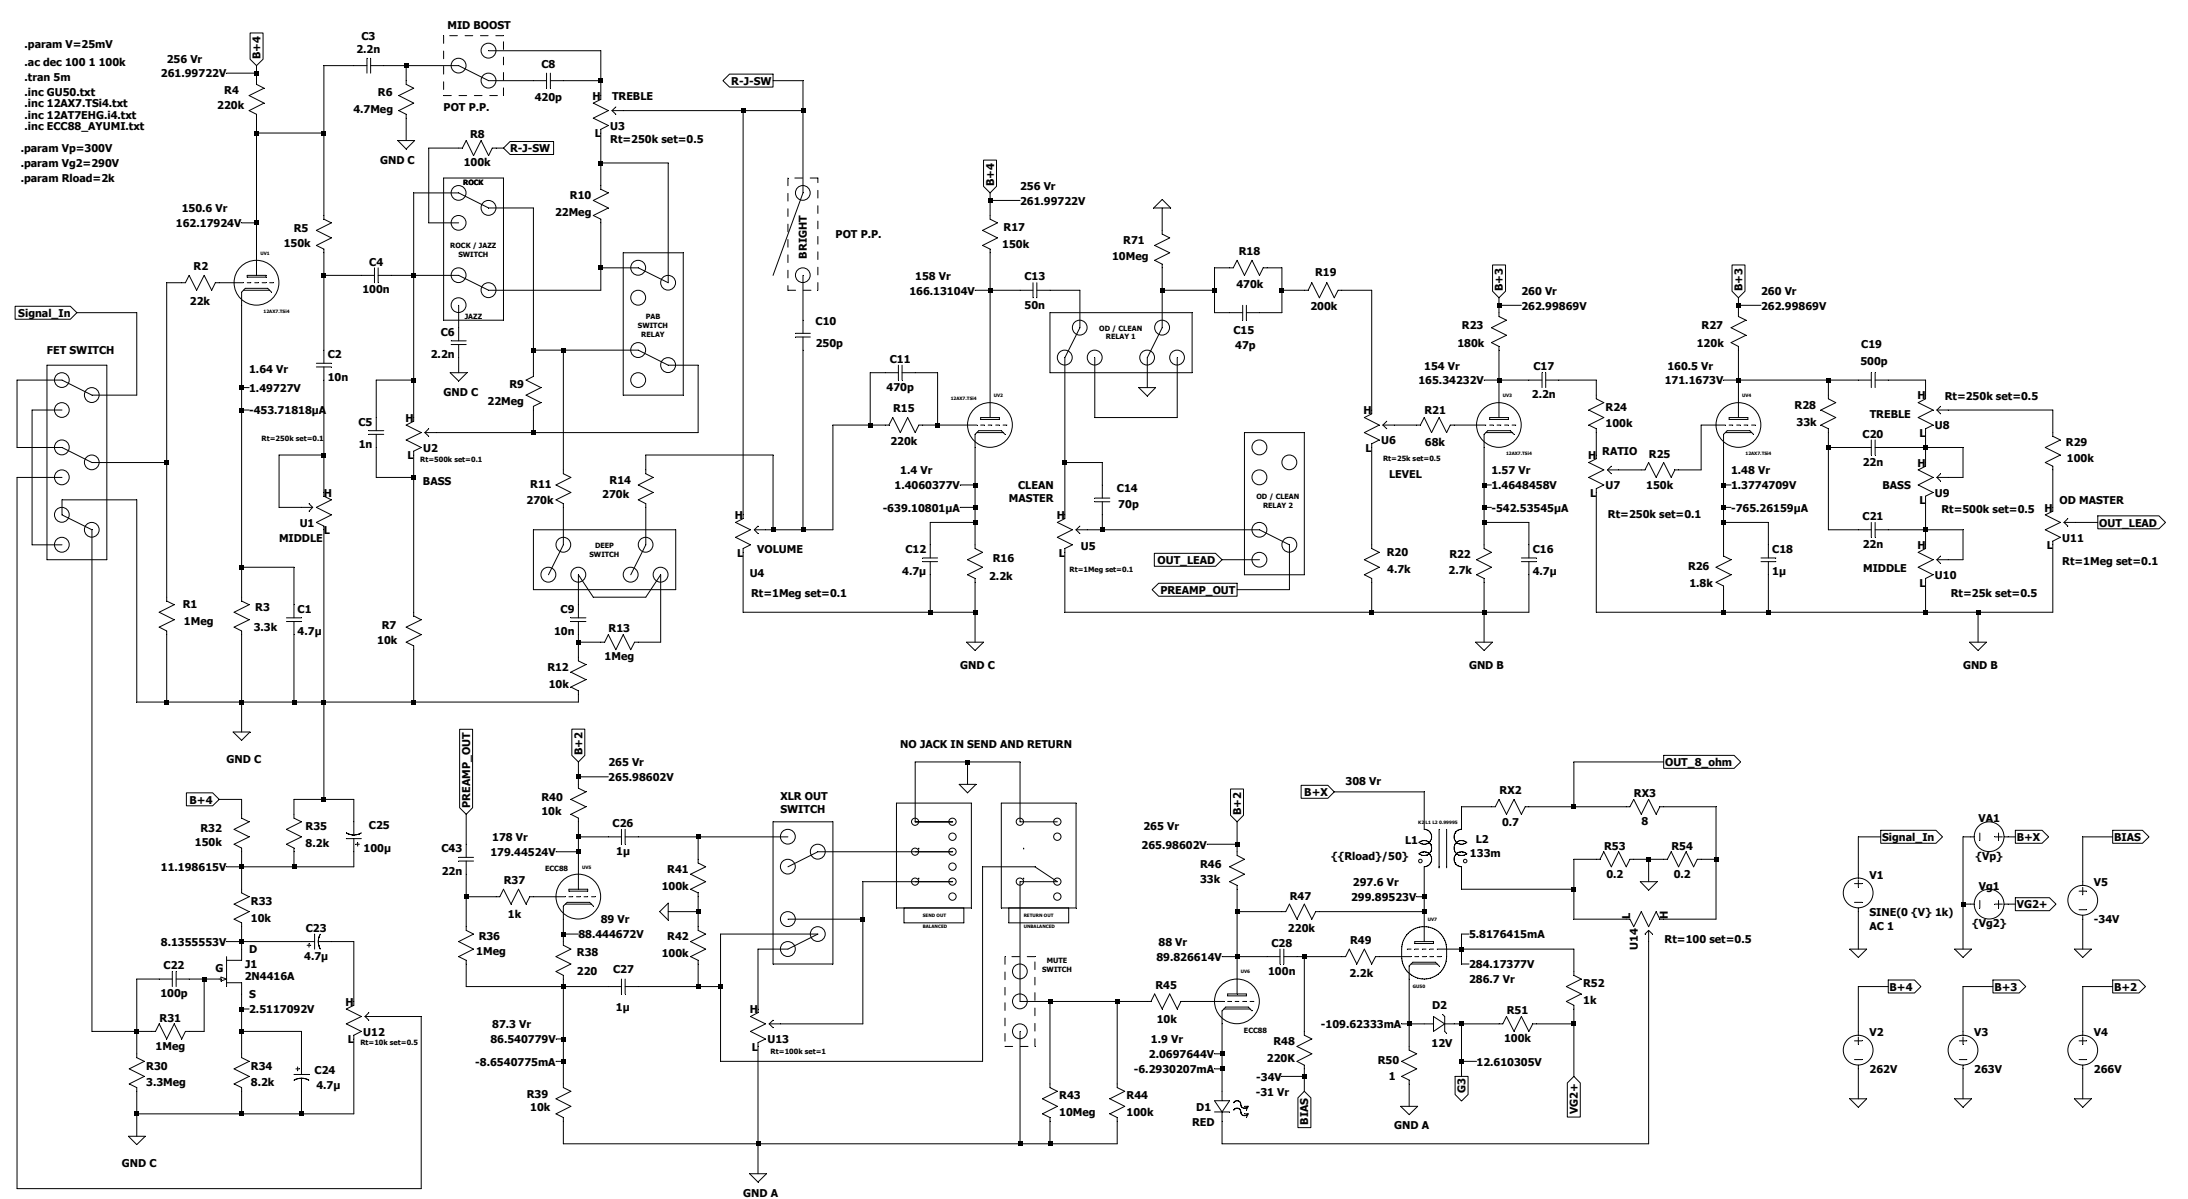 .param V=25mV
.ac dec 100 1 100k
.tran 5m
.inc GU50.txt
.inc 12AX7.TSi4.txt
.inc 12AT7EHG.i4.txt
.inc ECC88_AYUMI.txt
.param Vp=300V
.param Vg2=290V
.param Rload=2k
B+4
256 Vr
261.99722V
R4
220k
150.6 Vr
162.17924V
UV1
12AX7.TSi4
R2
22k
Signal_In
FET SWITCH
1.64 Vr
1.49727V
-453.71818µA
R1
1Meg
R3
3.3k
C1
4.7µ
GND C
R5
150k
C2
10n
Rt=250k set=0.1
H
U1
L
MIDDLE
C3
2.2n
R6
4.7Meg
GND C
MID BOOST
POT P.P.
C8
420p
H
TREBLE
U3
L
Rt=250k set=0.5
R8
100k
R-J-SW
ROCK
ROCK / JAZZ
SWITCH
JAZZ
C4
100n
C6
2.2n
GND C
C5
1n
H
U2
L
Rt=500k set=0.1
BASS
R7
10k
R9
22Meg
R10
22Meg
PAB
SWITCH
RELAY
R11
270k
R14
270k
DEEP
SWITCH
C9
10n
R13
1Meg
R12
10k
R-J-SW
BRIGHT
POT P.P.
C10
250p
H
VOLUME
L
U4
Rt=1Meg set=0.1
C11
470p
R15
220k
B+4
256 Vr
261.99722V
R17
150k
158 Vr
166.13104V
UV2
12AX7.TSi4
1.4 Vr
1.4060377V
-639.10801µA
C12
4.7µ
R16
2.2k
GND C
C13
50n
OD / CLEAN
RELAY 1
R71
10Meg
CLEAN
MASTER
C14
70p
H
U5
L
Rt=1Meg set=0.1
OD / CLEAN
RELAY 2
OUT_LEAD
PREAMP_OUT
R18
470k
C15
47p
R19
200k
H
U6
L
Rt=25k set=0.5
LEVEL
R20
4.7k
R21
68k
B+3
260 Vr
262.99869V
R23
180k
154 Vr
165.34232V
UV3
12AX7.TSi4
1.57 Vr
1.4648458V
-542.53545µA
R22
2.7k
C16
4.7µ
GND B
C17
2.2n
R24
100k
H
RATIO
L
U7
Rt=250k set=0.1
R25
150k
B+3
260 Vr
262.99869V
R27
120k
160.5 Vr
171.1673V
UV4
12AX7.TSi4
1.48 Vr
1.3774709V
-765.26159µA
R26
1.8k
C18
1µ
C19
500p
R28
33k
H
TREBLE
L
U8
Rt=250k set=0.5
C20
22n
H
BASS
L
U9
Rt=500k set=0.5
C21
22n
H
MIDDLE
L
U10
Rt=25k set=0.5
R29
100k
OD MASTER
H
OUT_LEAD
L
U11
Rt=1Meg set=0.1
GND B
B+4
R32
150k
R35
8.2k
C25
100µ
11.198615V
R33
10k
8.1355553V
D
G
J1
2N4416A
S
2.5117092V
C22
100p
R31
1Meg
R30
3.3Meg
R34
8.2k
C24
4.7µ
C23
4.7µ
H
L
U12
Rt=10k set=0.5
GND C
PREAMP_OUT
C43
22n
R36
1Meg
R37
1k
B+2
265 Vr
265.98602V
R40
10k
178 Vr
179.44524V
UV5
ECC88
89 Vr
88.444672V
R38
220
87.3 Vr
86.540779V
-8.6540775mA
R39
10k
C26
1µ
C27
1µ
R41
100k
R42
100k
XLR OUT
SWITCH
H
L
U13
Rt=100k set=1
GND A
NO JACK IN SEND AND RETURN
SEND OUT
BALANCED
RETURN OUT
UNBALANCED
MUTE
SWITCH
R43
10Meg
R44
100k
R45
10k
B+2
265 Vr
265.98602V
R46
33k
88 Vr
89.826614V
UV6
ECC88
1.9 Vr
2.0697644V
-6.2930207mA
D1
RED
R47
220k
C28
100n
R48
220K
-34V
-31 Vr
BIAS
R49
2.2k
B+X
308 Vr
K2 L1 L2 0.99995
L1
{{Rload}/50}
L2
133m
297.6 Vr
299.89523V
UV7
GU50
5.8176415mA
284.17377V
286.7 Vr
-109.62333mA
D2
12V
R50
1
GND A
R51
100k
12.610305V
G3
R52
1k
VG2+
OUT_8_ohm
RX2
0.7
RX3
8
R53
0.2
R54
0.2
L
H
U14
Rt=100 set=0.5
Signal_In
V1
SINE(0 {V} 1k)
AC 1
VA1
{Vp}
B+X
Vg1
{Vg2}
VG2+
BIAS
V5
-34V
B+4
V2
262V
B+3
V3
263V
B+2
V4
266V